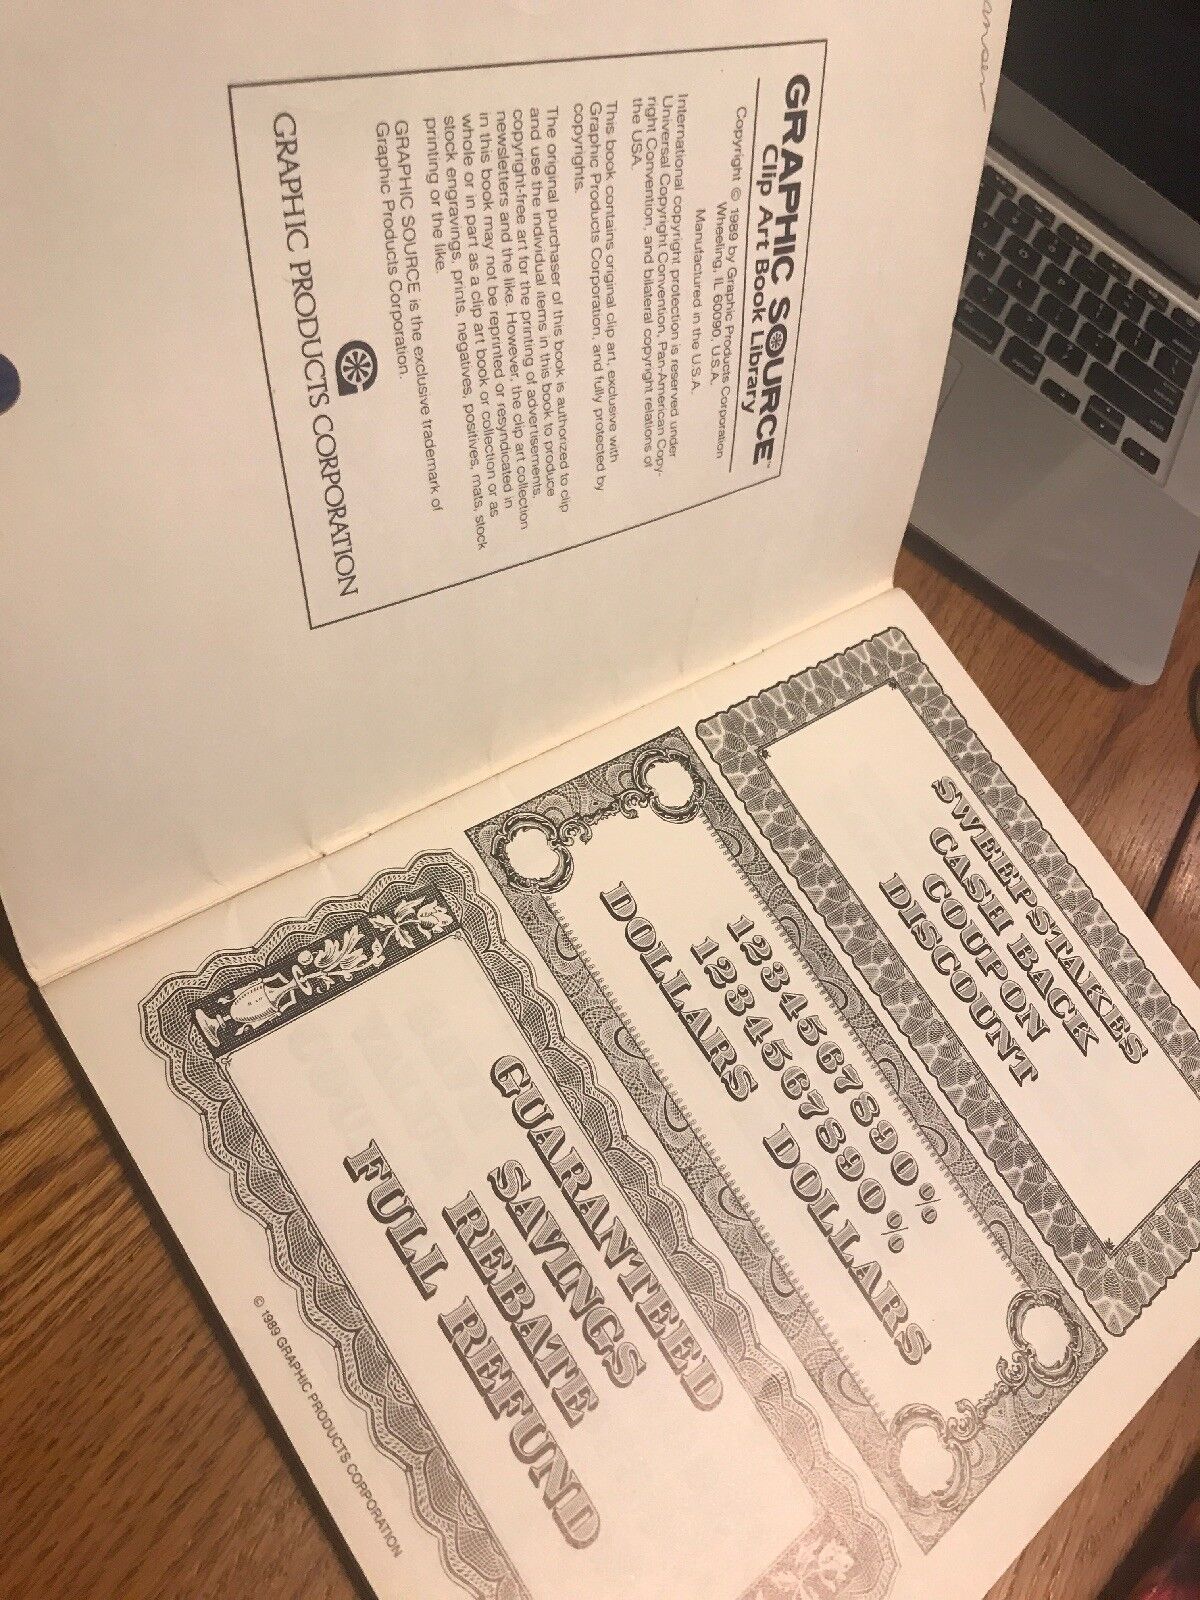 GRAPHIC SOURCE™
Clip Art Book Library
Copyright © 1989 by Graphic Products Corporation
Wheeling, IL 60090, U.S.A.
Manufactured in the U.S.A.
International copyright protection is reserved under
Universal Copyright Convention, Pan-American Copy-
right Convention, and bilateral copyright relations of
the USA.
This book contains original clip art, exclusive with
Graphic Products Corporation, and fully protected by
copyrights.
The original purchaser of this book is authorized to clip
and use the individual items in this book to produce
copyright-free art for the printing of advertisements,
newsletters and the like. However, the clip art collection
in this book may not be reprinted or resyndicated in
whole or in part as a clip art book or collection or as
stock engravings, prints, negatives, positives, mats, stock
printing or the like.
GRAPHIC SOURCE is the exclusive trademark of
Graphic Products Corporation.
GRAPHIC PRODUCTS CORPORATION
SWEEPSTAKES
CASH BACK
COUPON
DISCOUNT
1234567890%
1234567890%
DOLLARS DOLLARS
GUARANTEED
SAVINGS
REBATE
FULL REFUND
© 1989 GRAPHIC PRODUCTS CORPORATION